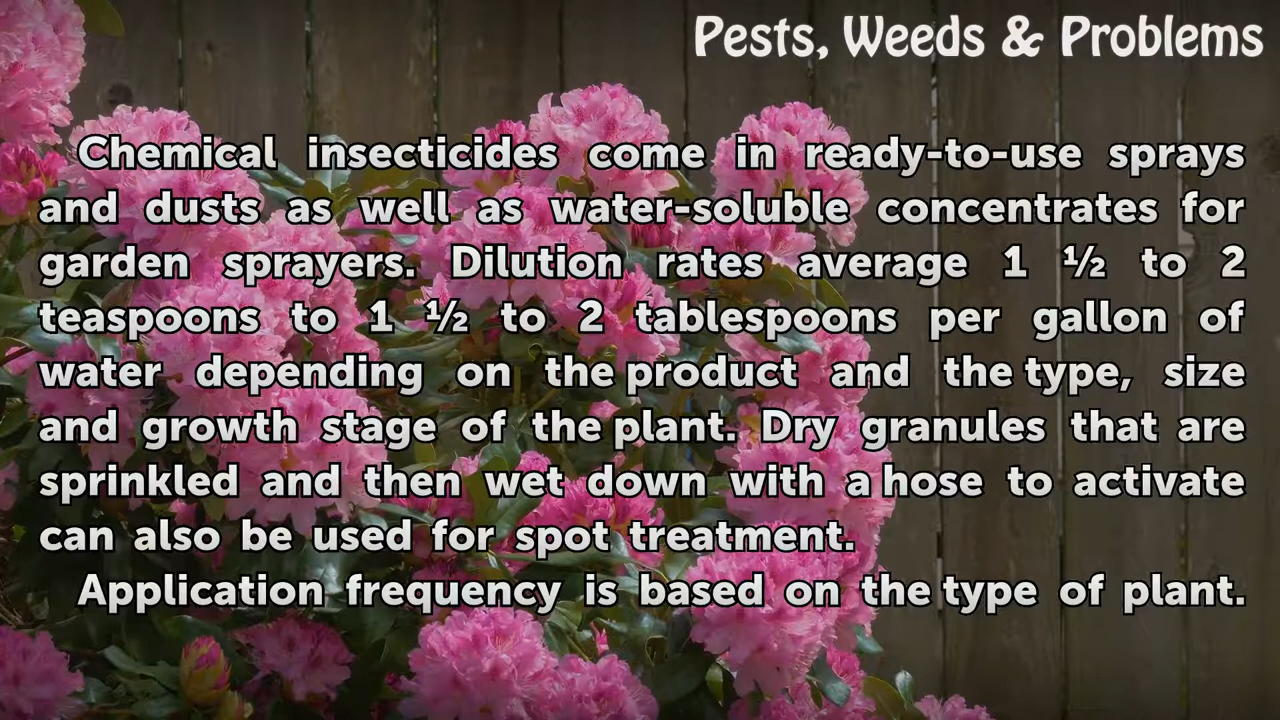 Pests, Weeds & Problems
Chemical insecticides come in ready-to-use sprays
and dusts as well as water-soluble concentrates for
garden sprayers. Dilution rates average 1 ½ to 2
teaspoons to 1 ½ to 2 tablespoons per gallon of
water depending on the product and the type, size
and growth stage of the plant. Dry granules that are
sprinkled and then wet down with a hose to activate
can also be used for spot treatment.
Application frequency is based on the type of plant.